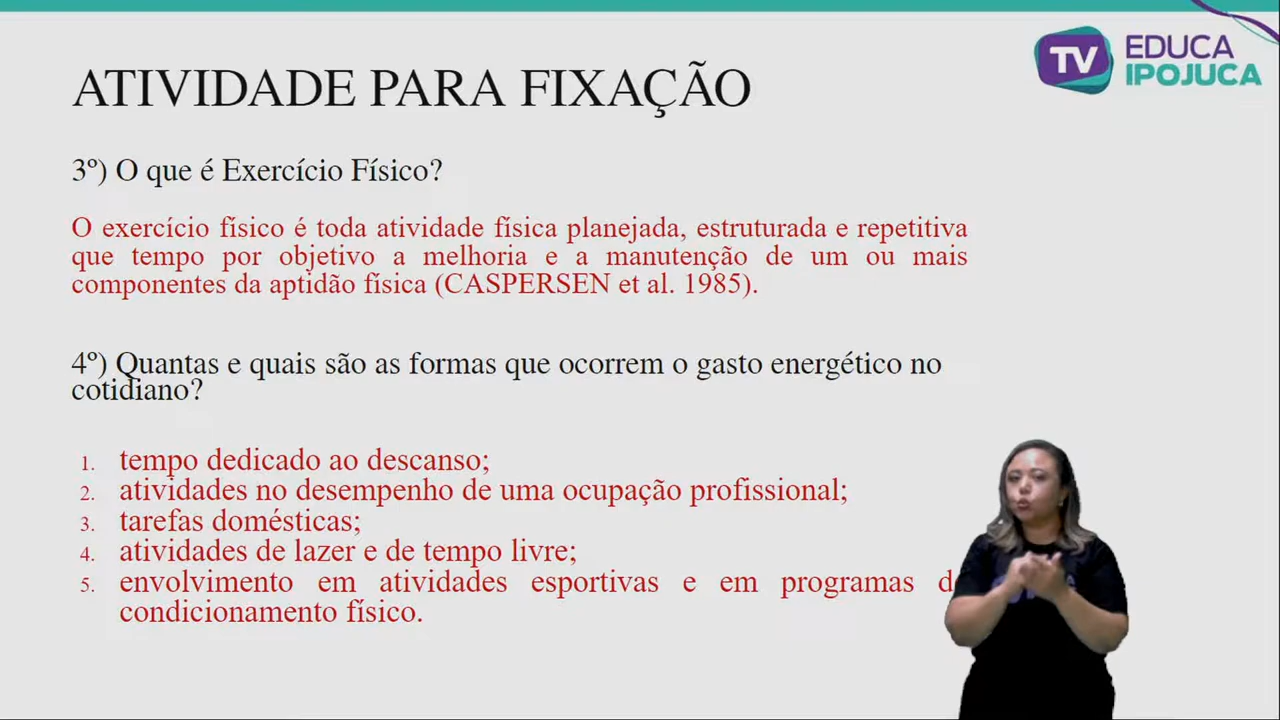 TV EDUCA
IPOJUCA
ATIVIDADE PARA FIXAÇÃO
3º) O que é Exercício Físico?
O exercício físico é toda atividade física planejada, estruturada e repetitiva
que tempo por objetivo a melhoria e a manutenção de um ou mais
componentes da aptidão física (CASPERSEN et al. 1985).
4º) Quantas e quais são as formas que ocorrem o gasto energético no
cotidiano?
1. tempo dedicado ao descanso;
2. atividades no desempenho de uma ocupação profissional;
3. tarefas domésticas;
4. atividades de lazer e de tempo livre;
5. envolvimento em atividades esportivas e em programas
condicionamento físico.